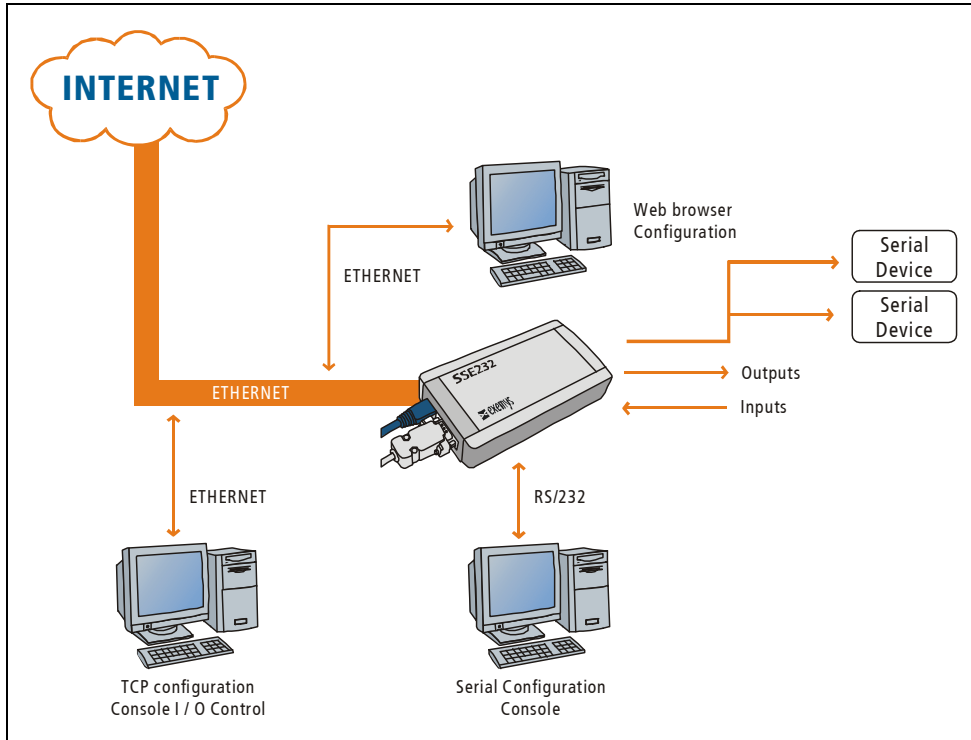 INTERNET
Web browser
Configuration
Serial
Device
ETHERNET
Serial
Device
SSE232
exemys
Outputs
ETHERNET
Inputs
ETHERNET
RS/232
TCP configuration
Console I / O Control
Serial Configuration
Console